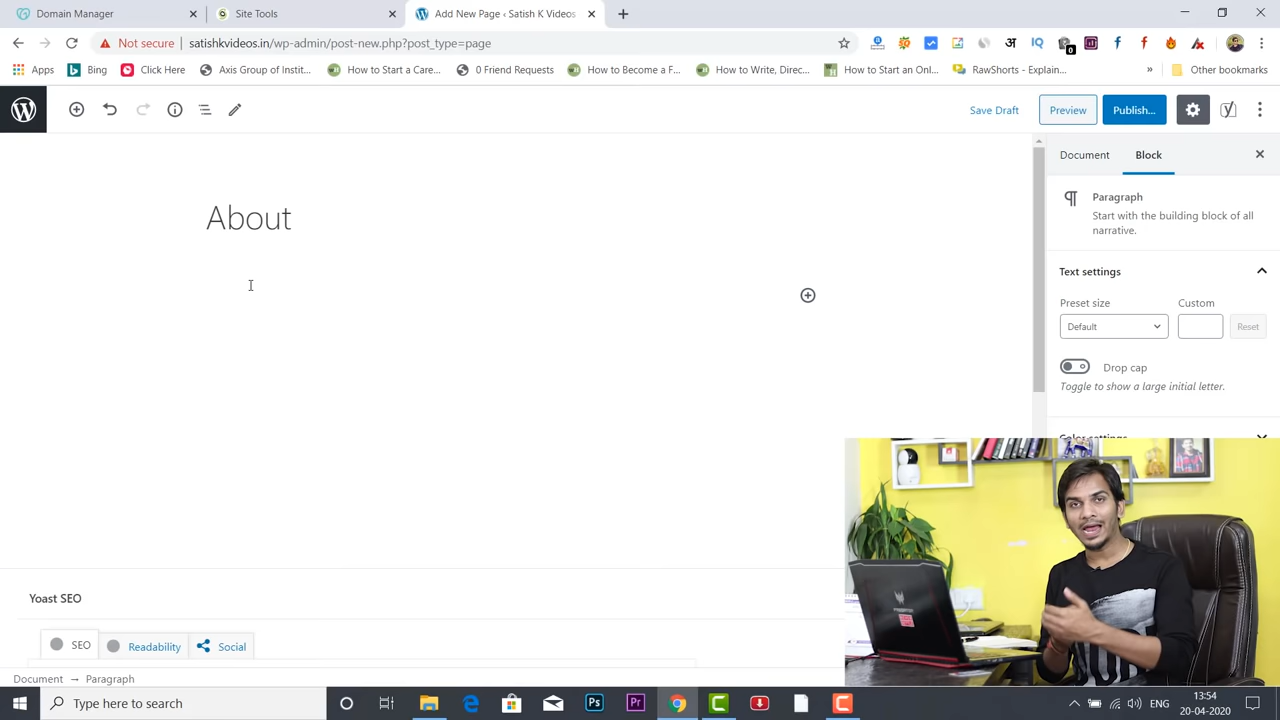 Domain Manager
Site Tools
Add New Page ‹ Satish K Videos
Not secure
satishkvideos.in/wp-admin/post-new.php?post_type=page
Apps
Bing
Click Here
Axis Group of Instit...
How to Start a Care...
0 Friend Requests
How to Become a F...
How to Write, Direc...
How to Start an Onl...
RawShorts - Explain...
»
Other bookmarks
Save Draft
Preview
Publish...
Document
Block
About
Paragraph
Start with the building block of all
narrative.
Text settings
Preset size
Custom
Default
Reset
Drop cap
Toggle to show a large initial letter.
Color settings
Yoast SEO
SEO
Readability
Social
Document → Paragraph
Type here to search
ENG
13:54
20-04-2020